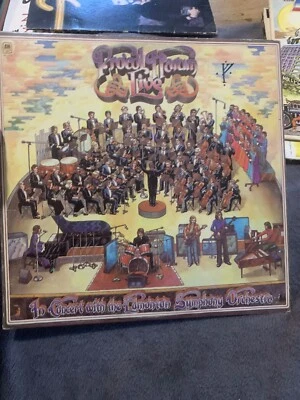 A&M
Procol Harum
Live
In Concert with the Edmonton Symphony Orchestra